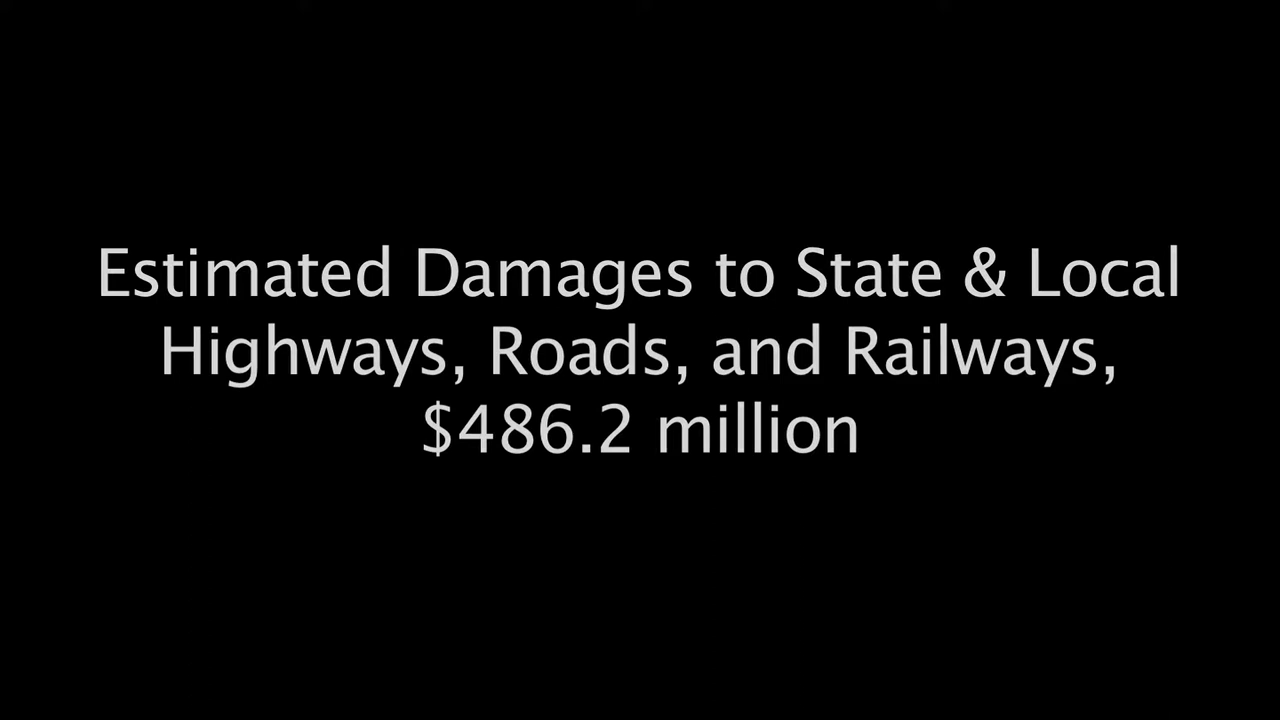 Estimated Damages to State & Local
Highways, Roads, and Railways,
$486.2 million